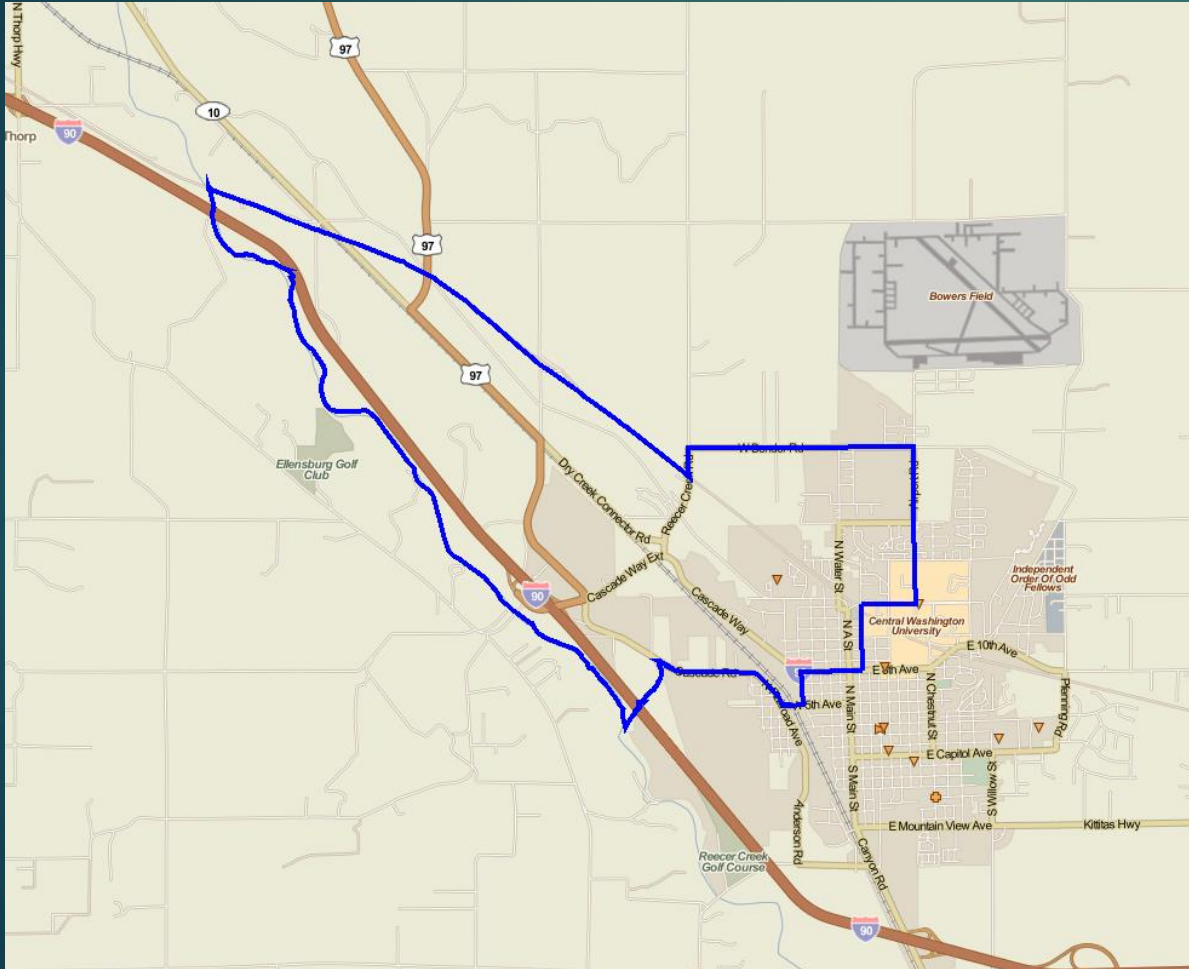 N Thorp Hwy
97
10
90
Thorp
97
Bowers Field
97
W Bender Rd
Reecer Creek Rd
Ellensburg Golf
Club
Dry Creek Connector Rd
N Water St
Independent
Order Of Odd
Fellows
Cascade Way Ext
90
Cascade Way
N A St
Central Washington
University
E 10th Ave
E 8th Ave
Cascade Rd
N Railroad Ave
N Main St
N Chestnut St
Pfenning Rd
W 5th Ave
E Capitol Ave
S Main St
S Willow St
Anderson Rd
E Mountain View Ave
Kittitas Hwy
Reecer Creek
Golf Course
Canyon Rd
90